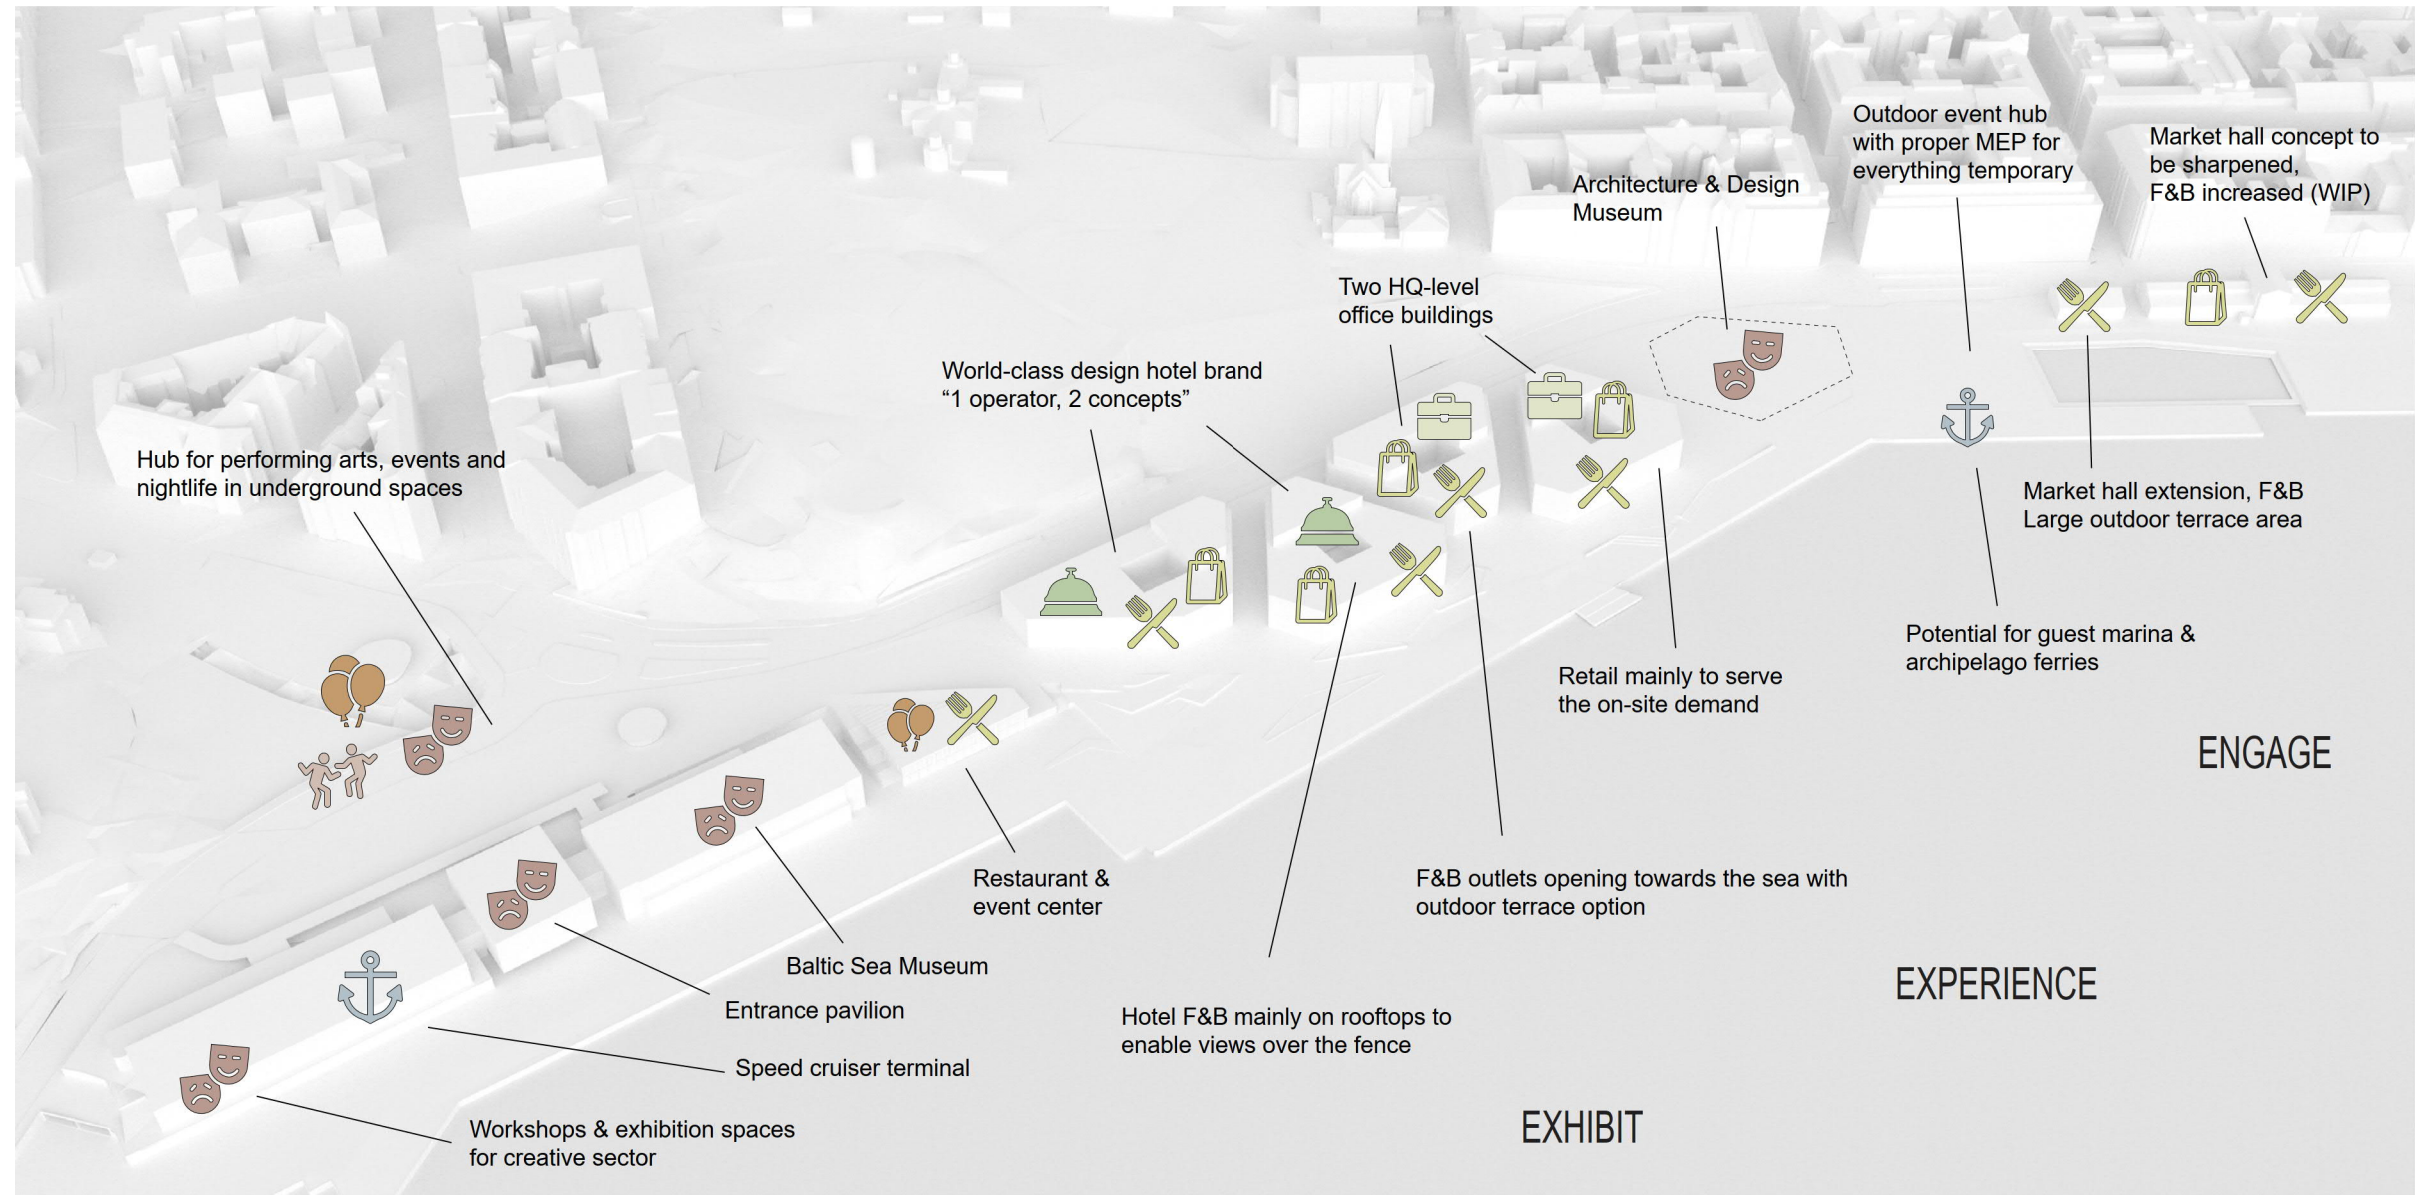 Outdoor event hub
with proper MEP for
everything temporary
Market hall concept to
be sharpened,
F&B increased (WIP)
Architecture & Design
Museum
Two HQ-level
office buildings
World-class design hotel brand
“1 operator, 2 concepts”
Hub for performing arts, events and
nightlife in underground spaces
Market hall extension, F&B
Large outdoor terrace area
Potential for guest marina &
archipelago ferries
Retail mainly to serve
the on-site demand
ENGAGE
Restaurant &
event center
F&B outlets opening towards the sea with
outdoor terrace option
Baltic Sea Museum
EXPERIENCE
Entrance pavilion
Hotel F&B mainly on rooftops to
enable views over the fence
Speed cruiser terminal
EXHIBIT
Workshops & exhibition spaces
for creative sector